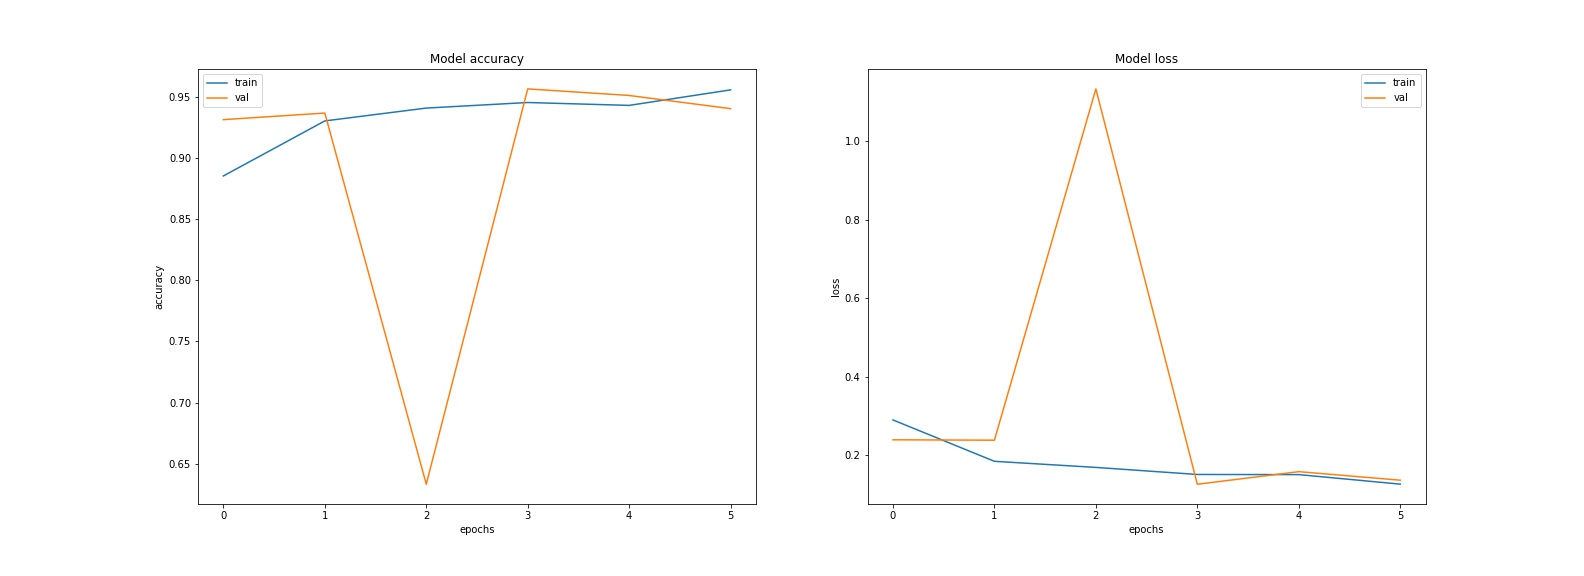 Model accuracy
train
val
0.95
0.90
0.85
0.80
0.75
0.70
0.65
accuracy
0 1 2 3 4 5
epochs
Model loss
train
val
1.0
0.8
0.6
0.4
0.2
loss
0 1 2 3 4 5
epochs